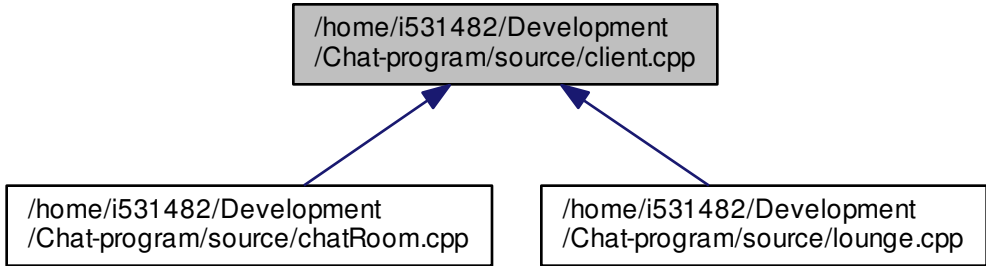 /home/i531482/Development
/Chat-program/source/client.cpp
/home/i531482/Development
/Chat-program/source/chatRoom.cpp
/home/i531482/Development
/Chat-program/source/lounge.cpp